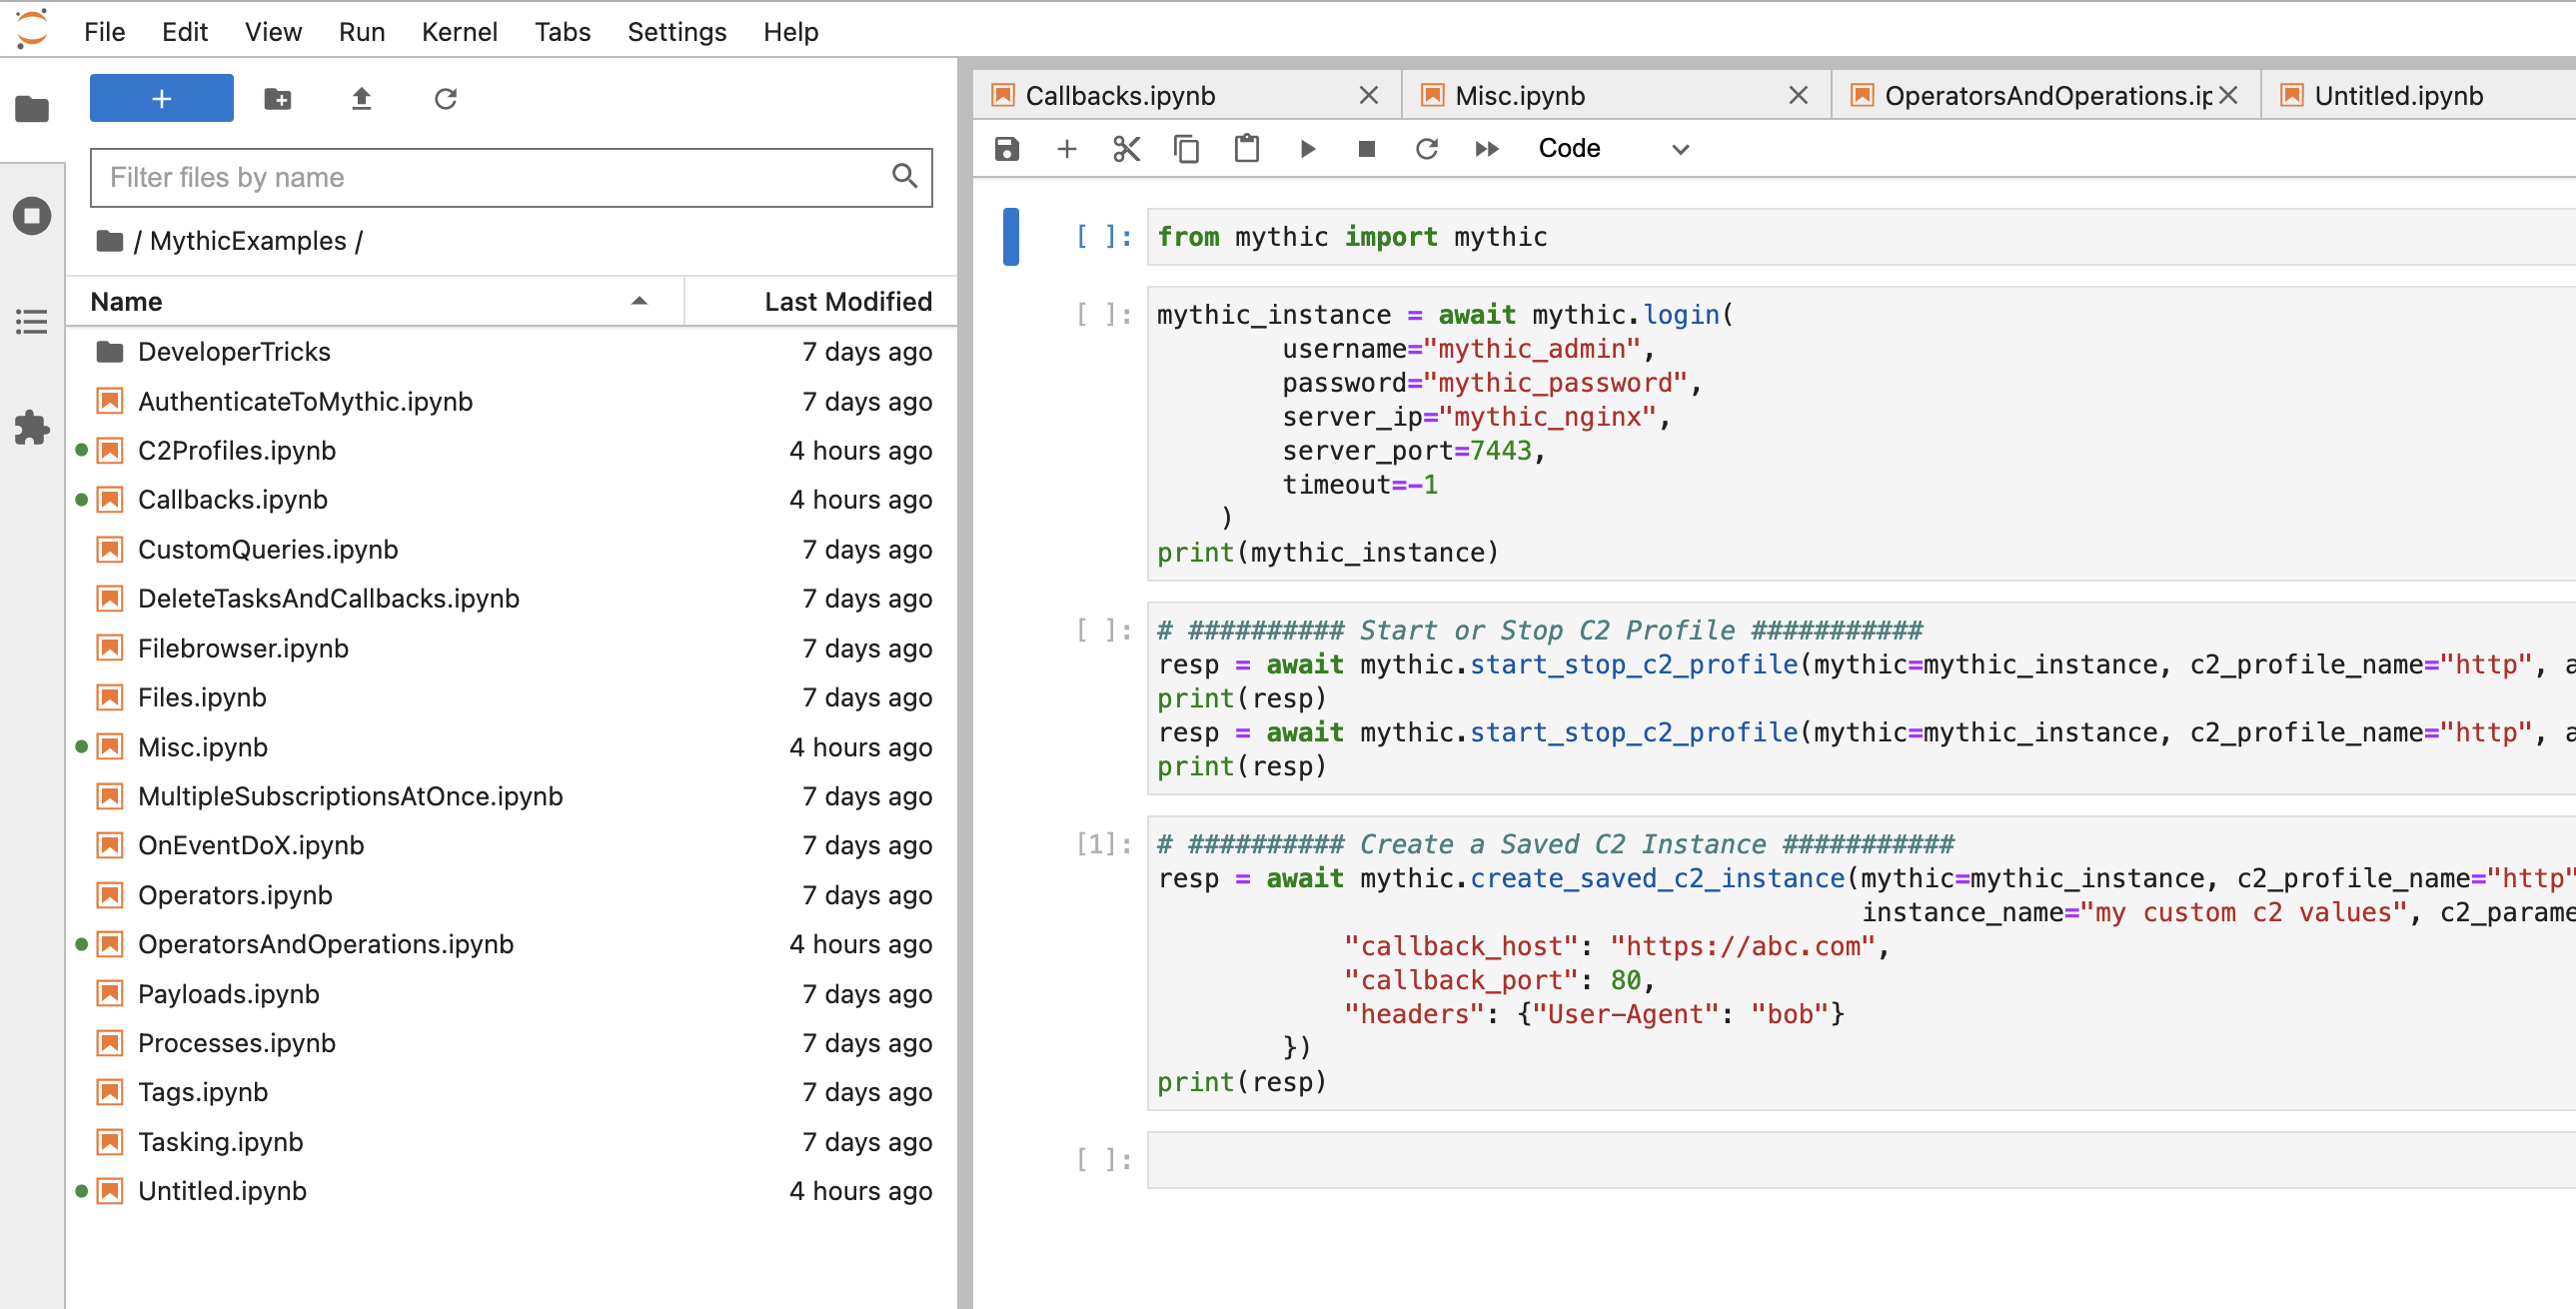 File Edit View Run Kernel Tabs Settings Help
+
Filter files by name
/ MythicExamples /
Name Last Modified
DeveloperTricks 7 days ago
AuthenticateToMythic.ipynb 7 days ago
C2Profiles.ipynb 4 hours ago
Callbacks.ipynb 4 hours ago
CustomQueries.ipynb 7 days ago
DeleteTasksAndCallbacks.ipynb 7 days ago
Filebrowser.ipynb 7 days ago
Files.ipynb 7 days ago
Misc.ipynb 4 hours ago
MultipleSubscriptionsAtOnce.ipynb 7 days ago
OnEventDoX.ipynb 7 days ago
Operators.ipynb 7 days ago
OperatorsAndOperations.ipynb 4 hours ago
Payloads.ipynb 7 days ago
Processes.ipynb 7 days ago
Tags.ipynb 7 days ago
Tasking.ipynb 7 days ago
Untitled.ipynb 4 hours ago
Callbacks.ipynb Misc.ipynb OperatorsAndOperations.ip Untitled.ipynb
Code
[ ]: from mythic import mythic
[ ]: mythic_instance = await mythic.login(
username="mythic_admin",
password="mythic_password",
server_ip="mythic_nginx",
server_port=7443,
timeout=-1
)
print(mythic_instance)
[ ]: # ########## Start or Stop C2 Profile ###########
resp = await mythic.start_stop_c2_profile(mythic=mythic_instance, c2_profile_name="http", a
print(resp)
resp = await mythic.start_stop_c2_profile(mythic=mythic_instance, c2_profile_name="http", a
print(resp)
[1]: # ########## Create a Saved C2 Instance ###########
resp = await mythic.create_saved_c2_instance(mythic=mythic_instance, c2_profile_name="http"
instance_name="my custom c2 values", c2_parame
"callback_host": "https://abc.com",
"callback_port": 80,
"headers": {"User-Agent": "bob"}
})
print(resp)
[ ]: